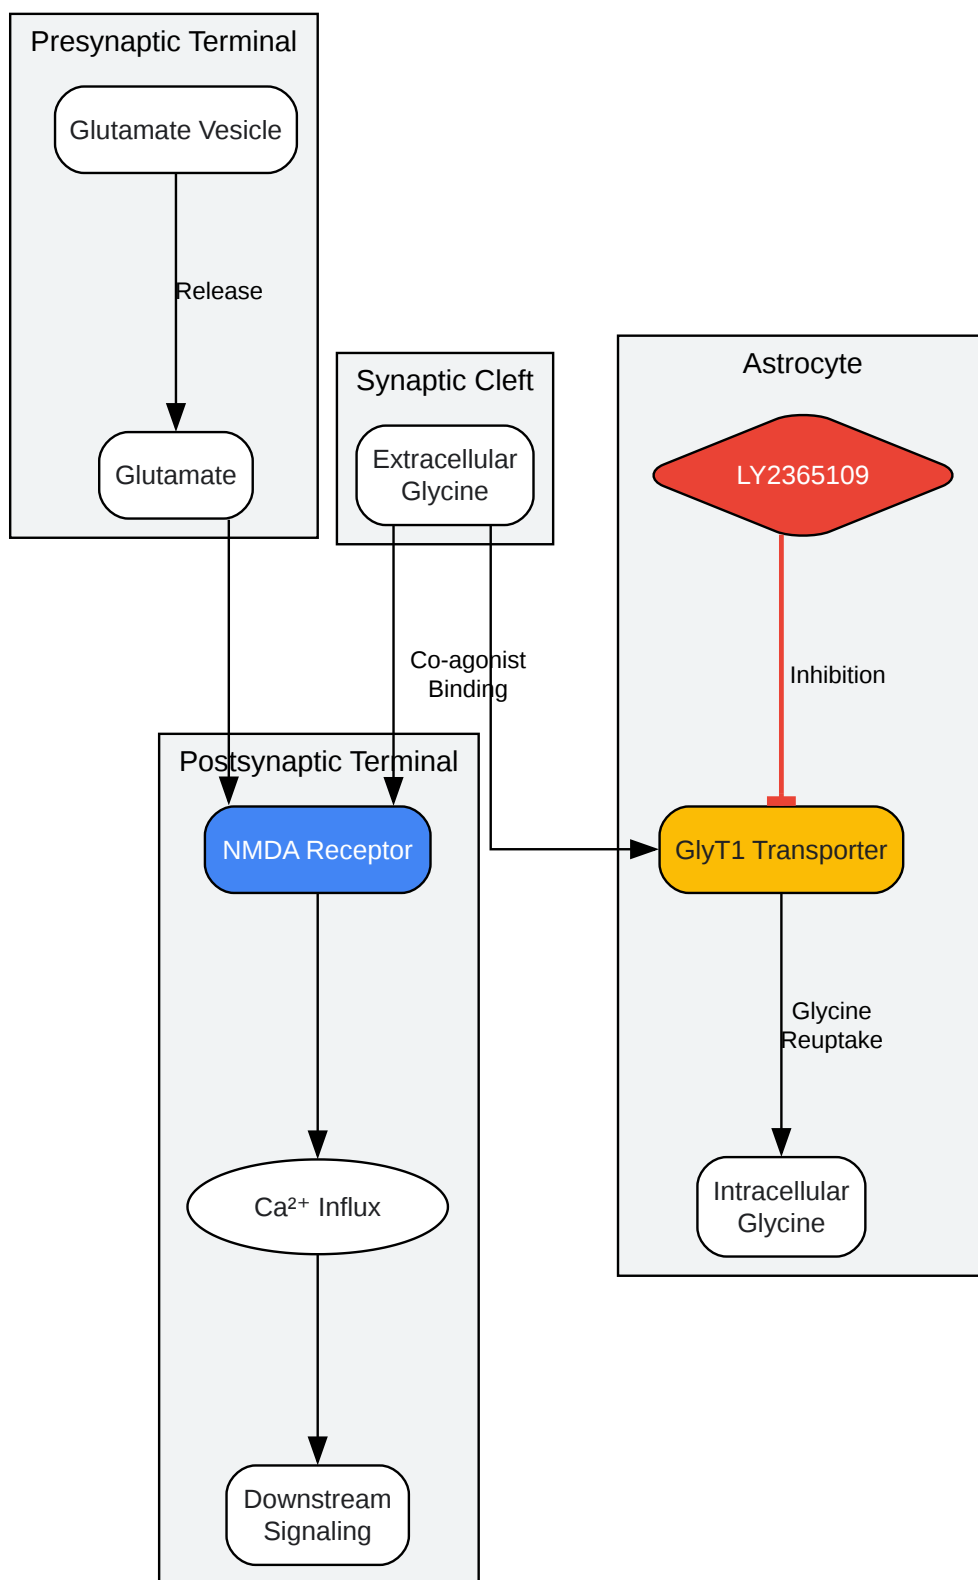 Presynaptic Terminal
Glutamate Vesicle
Release
Glutamate
Synaptic Cleft
Extracellular
Glycine
Co-agonist
Binding
Astrocyte
LY2365109
Inhibition
GlyT1 Transporter
Glycine
Reuptake
Intracellular
Glycine
Postsynaptic Terminal
NMDA Receptor
Ca²⁺ Influx
Downstream
Signaling